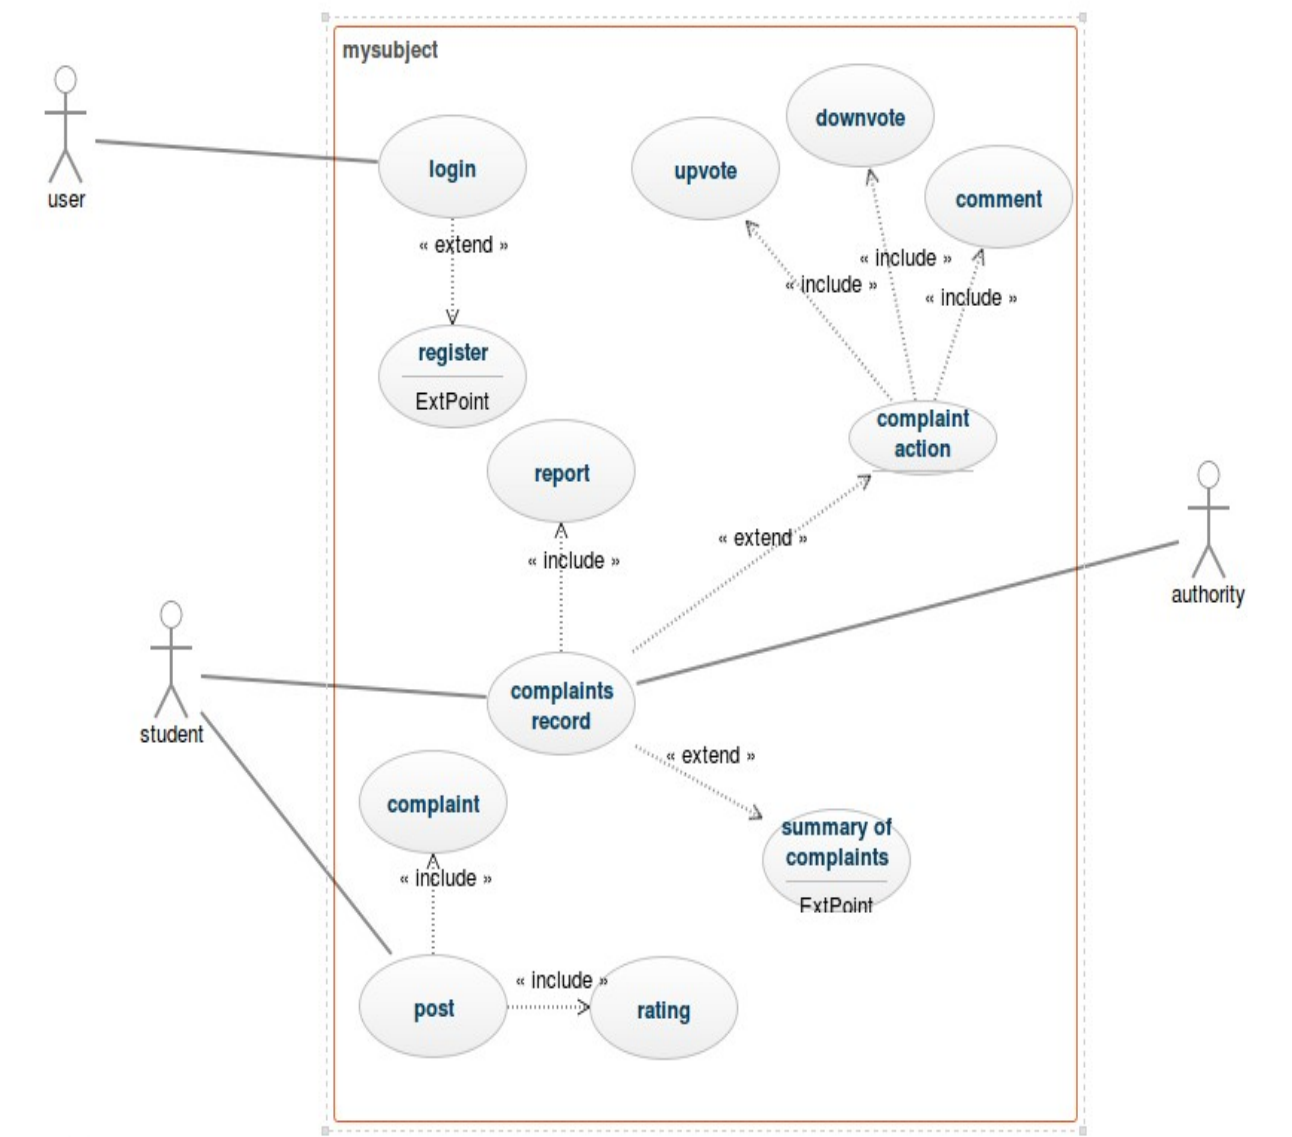 mysubject
downvote
login
upvote
comment
user
« extend »
« include »
« include »
« include »
register
ExtPoint
complaint
action
report
« extend »
« include »
authority
complaints
record
student
« extend »
complaint
summary of
complaints
« include »
ExtPoint
« include »
post
rating